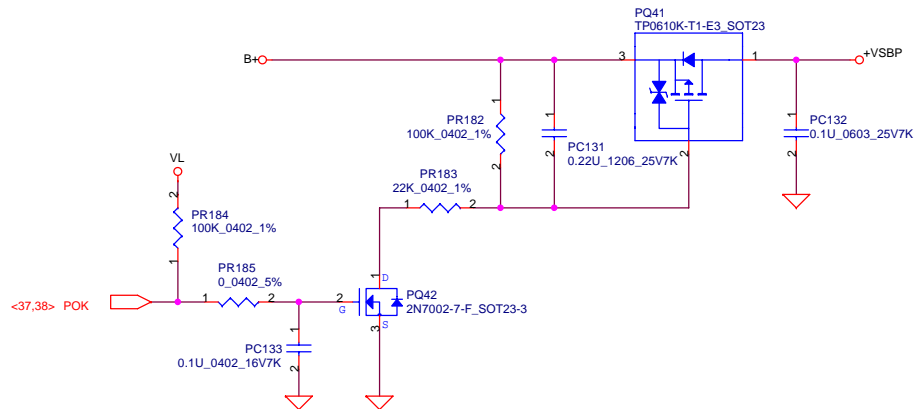 PQ41
TP0610K-T1-E3_SOT23
B+
3
1
+VSBP
1
PR182
100K_0402_1%
2
1
PC131
0.22U_1206_25V7K
2
2
1
PC132
0.1U_0603_25V7K
2
VL
2
PR184
100K_0402_1%
1
PR183
22K_0402_1%
1
2
<37,38> POK
PR185
0_0402_5%
1
2
1
D
2
G
PQ42
2N7002-7-F_SOT23-3
S
3
1
PC133
0.1U_0402_16V7K
2